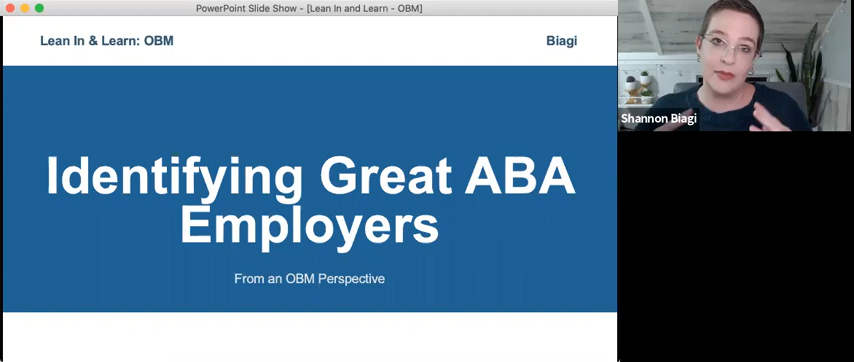 PowerPoint Slide Show - [Lean In and Learn - OBM]
Lean In & Learn: OBM
Biagi
Identifying Great ABA
Employers
From an OBM Perspective
Shannon Biagi